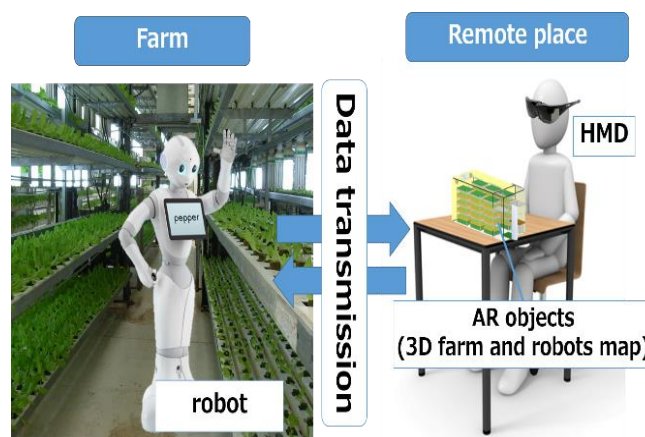 Farm
Remote place
Data transmission
HMD
pepper
robot
AR objects
(3D farm and robots map)